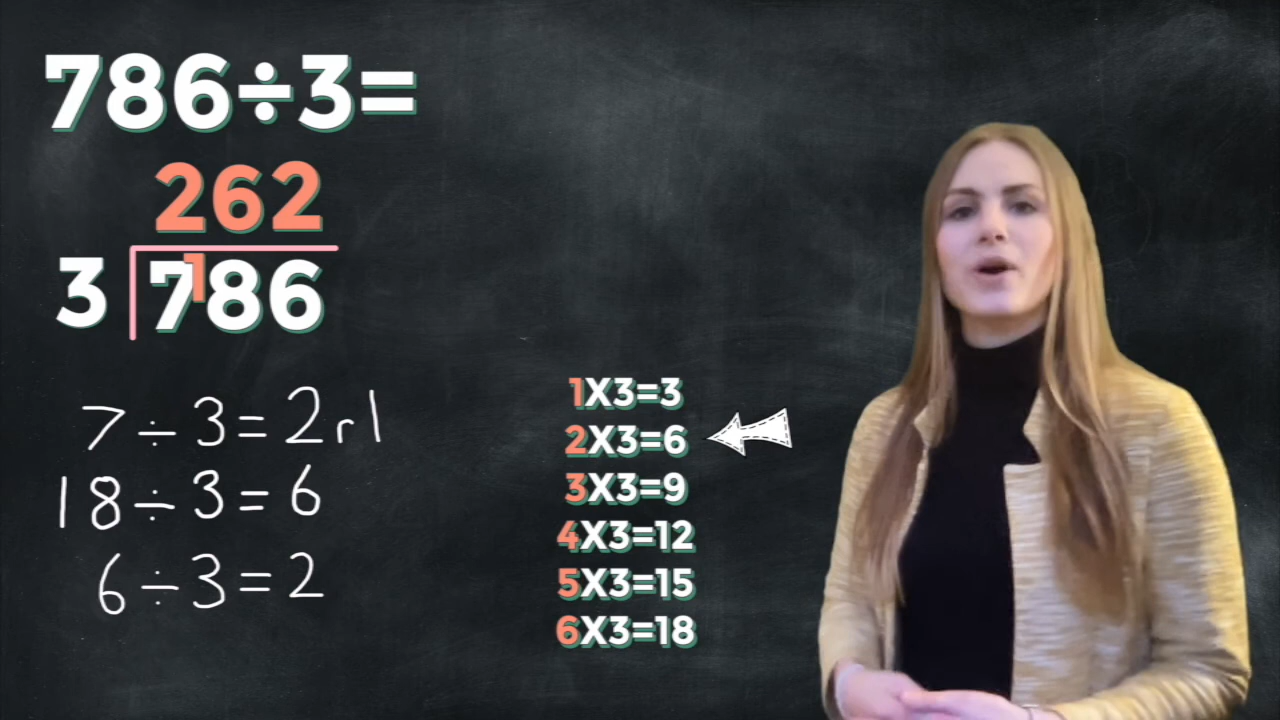 786÷3=
262
3 7186
7÷3=2r1
18÷3=6
6÷3=2
1X3=3
2X3=6
3X3=9
4X3=12
5X3=15
6X3=18